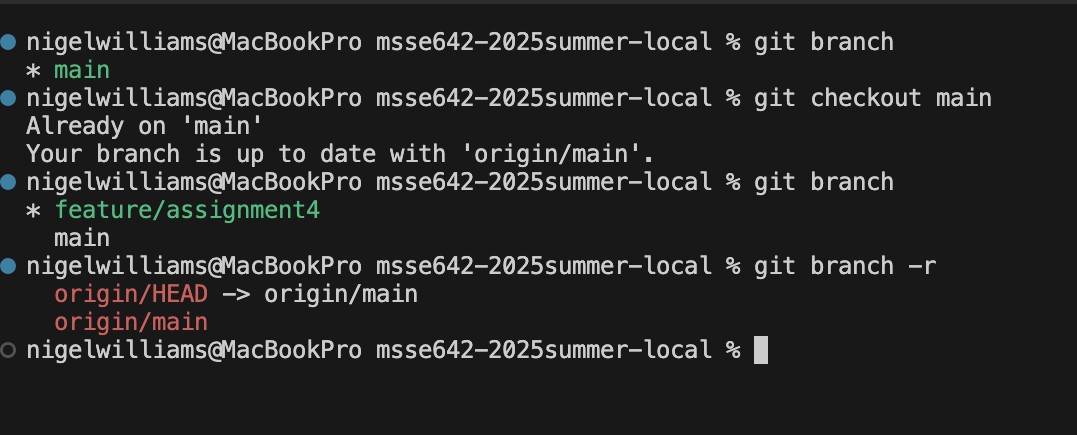 nigelwilliams@MacBookPro msse642-2025summer-local % git branch
* main
nigelwilliams@MacBookPro msse642-2025summer-local % git checkout main
Already on 'main'
Your branch is up to date with 'origin/main'.
nigelwilliams@MacBookPro msse642-2025summer-local % git branch
* feature/assignment4
  main
nigelwilliams@MacBookPro msse642-2025summer-local % git branch -r
  origin/HEAD -> origin/main
  origin/main
nigelwilliams@MacBookPro msse642-2025summer-local %